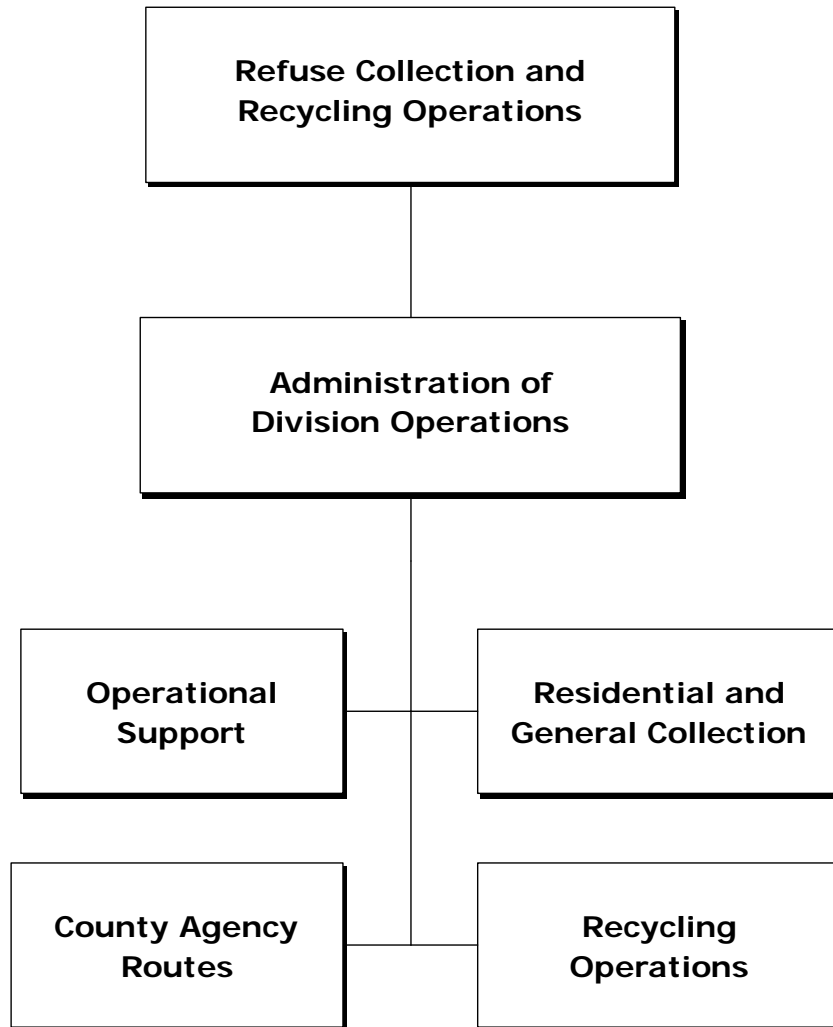 Refuse Collection and
Recycling Operations
Administration of
Division Operations
Operational
Support
Residential and
General Collection
County Agency
Routes
Recycling
Operations